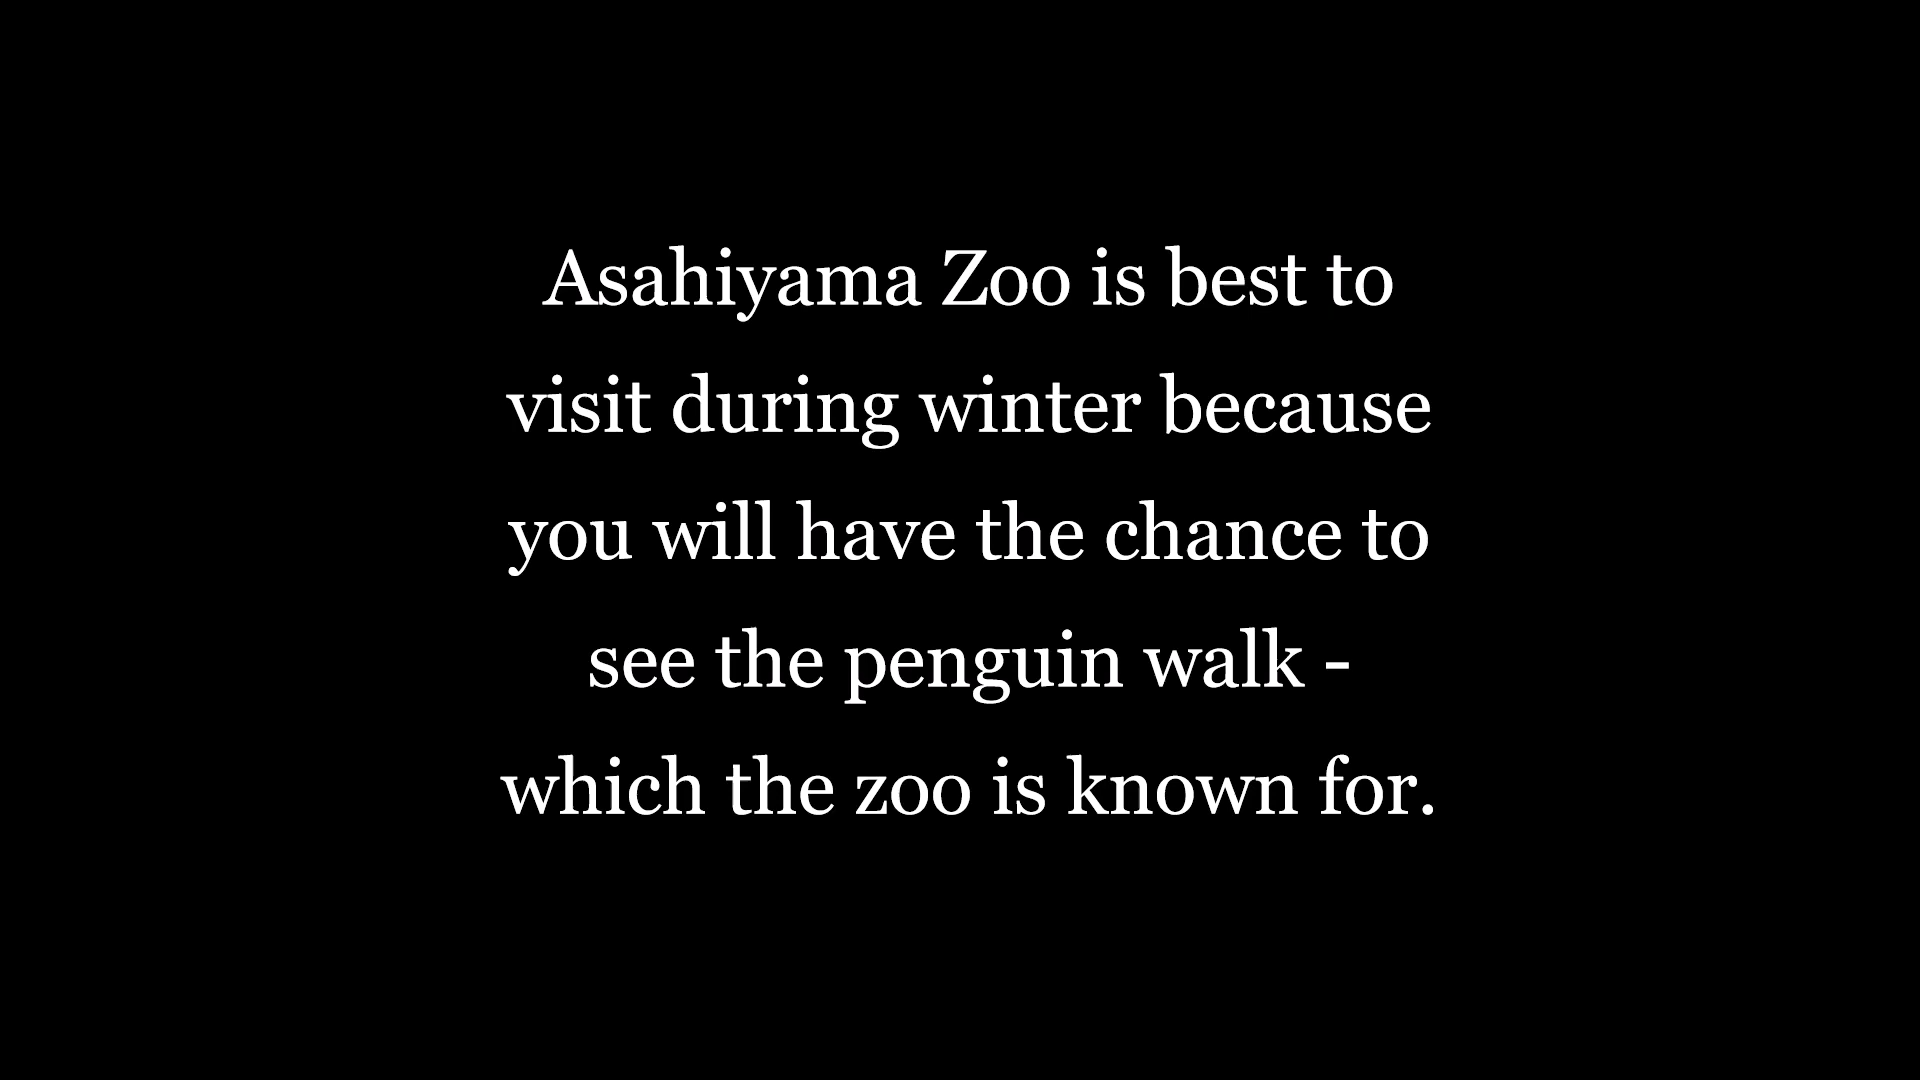 Asahiyama Zoo is best to
visit during winter because
you will have the chance to
see the penguin walk -
which the zoo is known for.